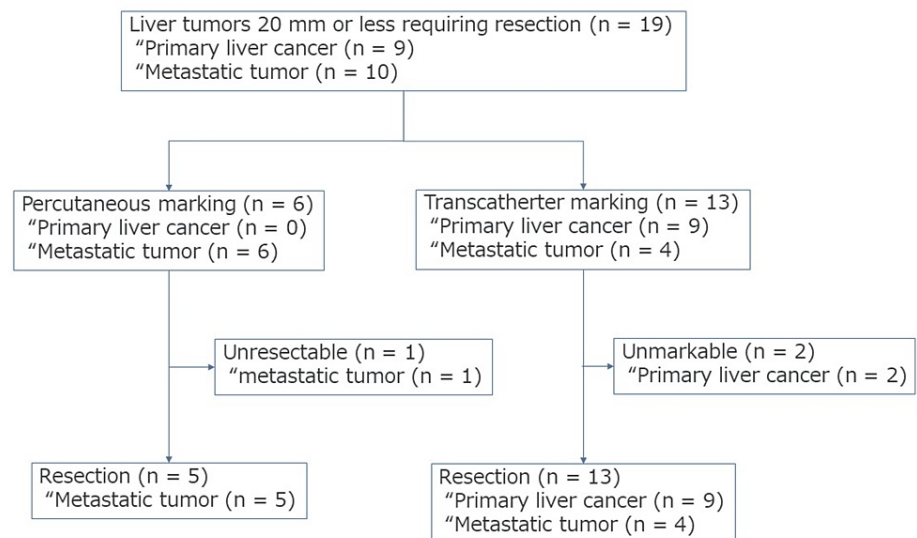 Liver tumors 20 mm or less requiring resection (n = 19)
“Primary liver cancer (n = 9)
“Metastatic tumor (n = 10)
Percutaneous marking (n = 6)
“Primary liver cancer (n = 0)
“Metastatic tumor (n = 6)
Transcatherter marking (n = 13)
“Primary liver cancer (n = 9)
“Metastatic tumor (n = 4)
Unresectable (n = 1)
“metastatic tumor (n = 1)
Unmarkable (n = 2)
“Primary liver cancer (n = 2)
Resection (n = 5)
“Metastatic tumor (n = 5)
Resection (n = 13)
“Primary liver cancer (n = 9)
“Metastatic tumor (n = 4)